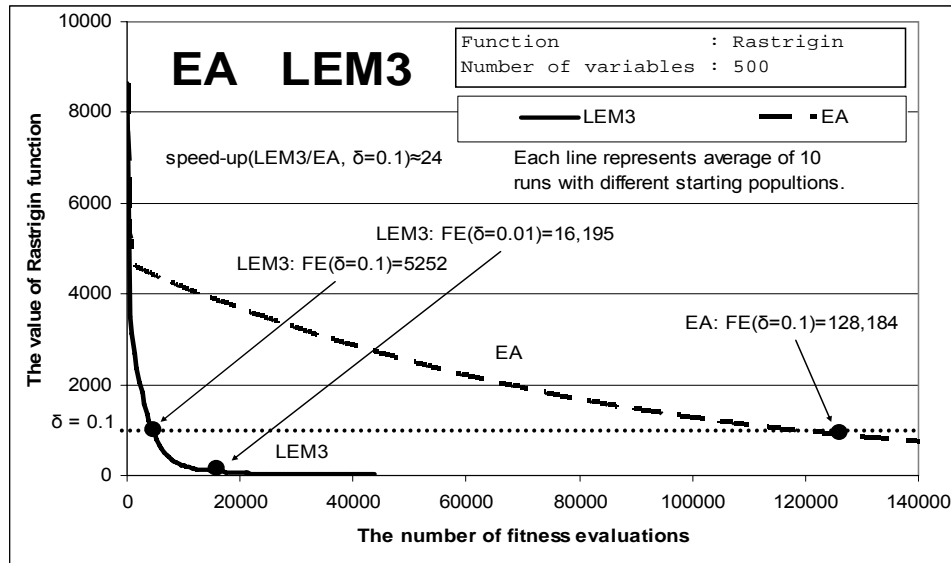 EA LEM3
Function : Rastrigin
Number of variables : 500
LEM3 EA
speed-up(LEM3/EA, δ=0.1)≈24
Each line represents average of 10
runs with different starting popultions.
LEM3: FE(δ=0.01)=16,195
LEM3: FE(δ=0.1)=5252
EA: FE(δ=0.1)=128,184
EA
LEM3
The value of Rastrigin function
10000
8000
6000
4000
2000
δ = 0.1
0
0 20000 40000 60000 80000 100000 120000 140000
The number of fitness evaluations